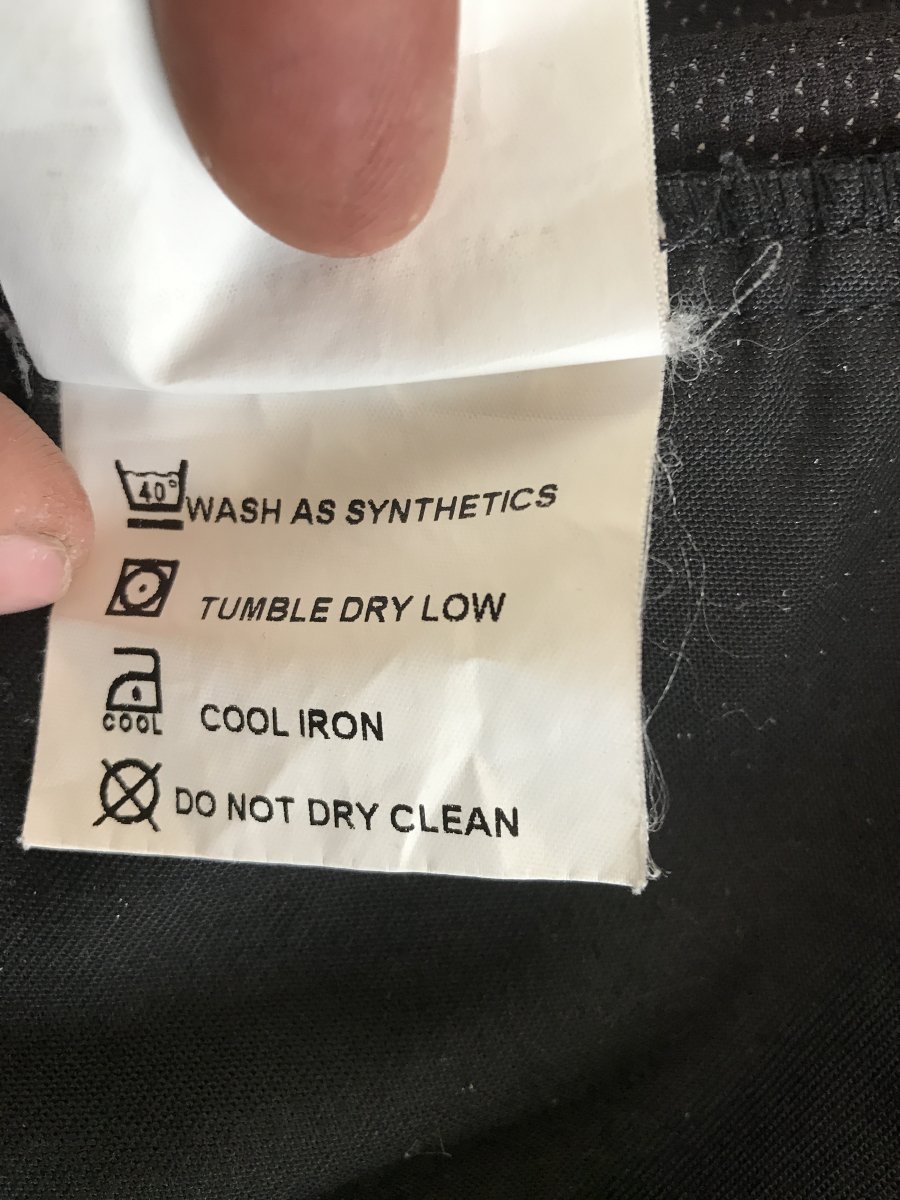 40° WASH AS SYNTHETICS
TUMBLE DRY LOW
COOL COOL IRON
DO NOT DRY CLEAN